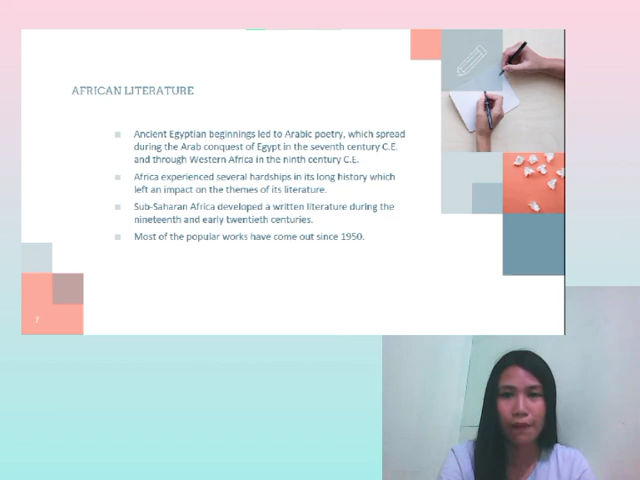 AFRICAN LITERATURE
Ancient Egyptian beginnings led to Arabic poetry, which spread
during the Arab conquest of Egypt in the seventh century C.E.
and through Western Africa in the ninth century C.E.
Africa experienced several hardships in its long history which
left an impact on the themes of its literature.
Sub-Saharan Africa developed a written literature during the
nineteenth and early twentieth centuries.
Most of the popular works have come out since 1950.
7